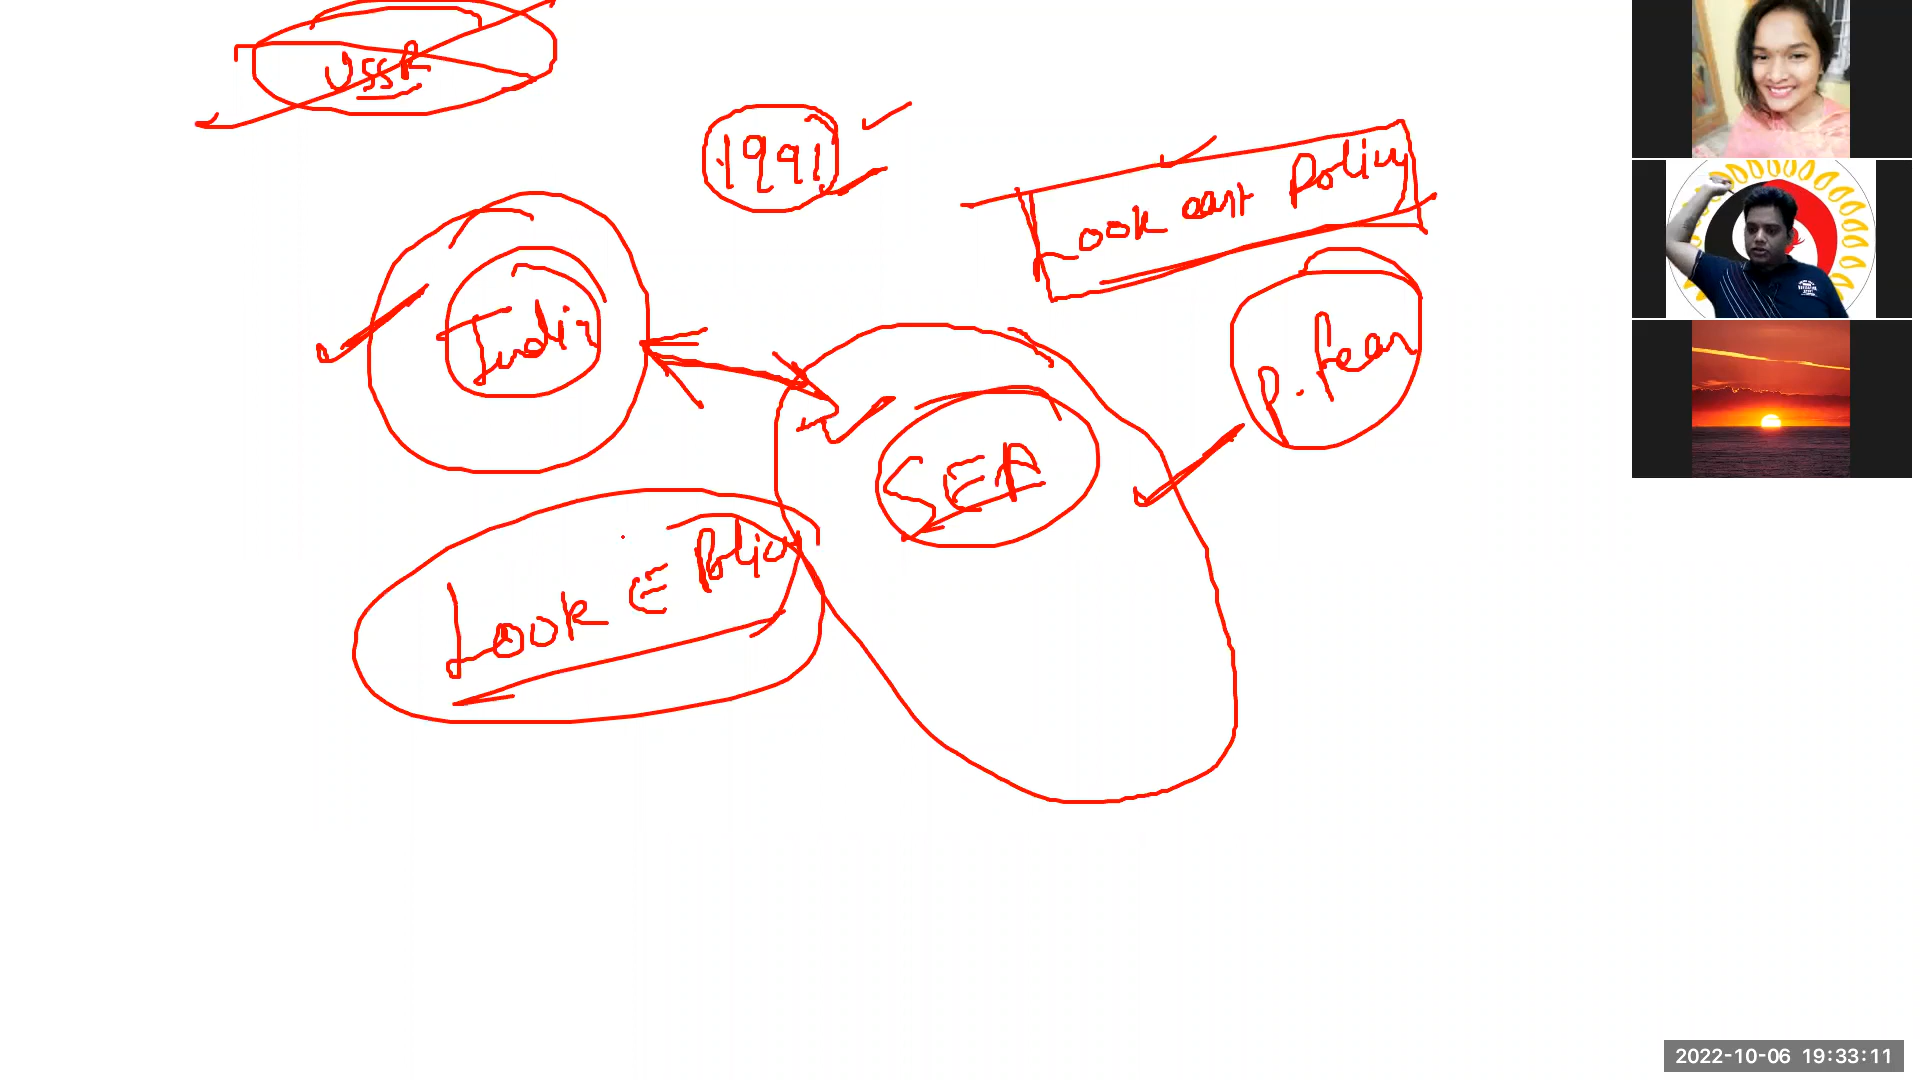 USSR
1991
Look east Policy
India
P. fear
SEA
Look E Policy
2022-10-06 19:33:11